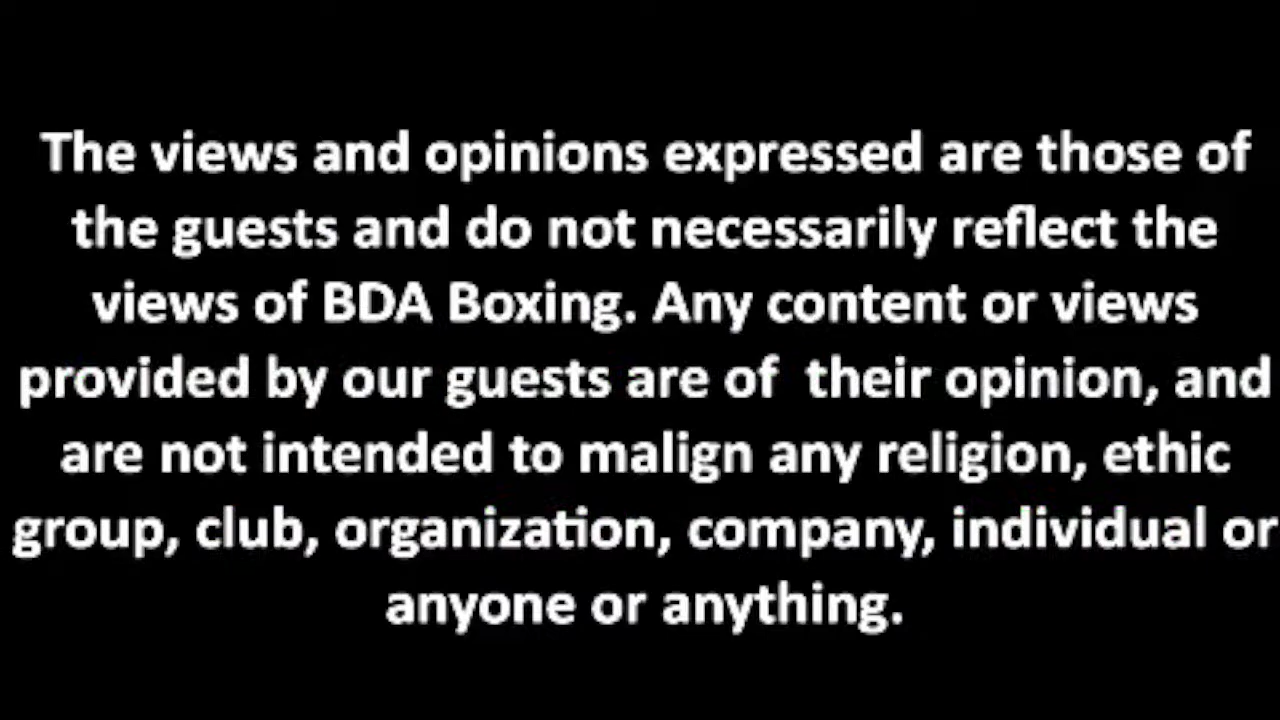 The views and opinions expressed are those of
the guests and do not necessarily reflect the
views of BDA Boxing. Any content or views
provided by our guests are of  their opinion, and
are not intended to malign any religion, ethic
group, club, organization, company, individual or
anyone or anything.